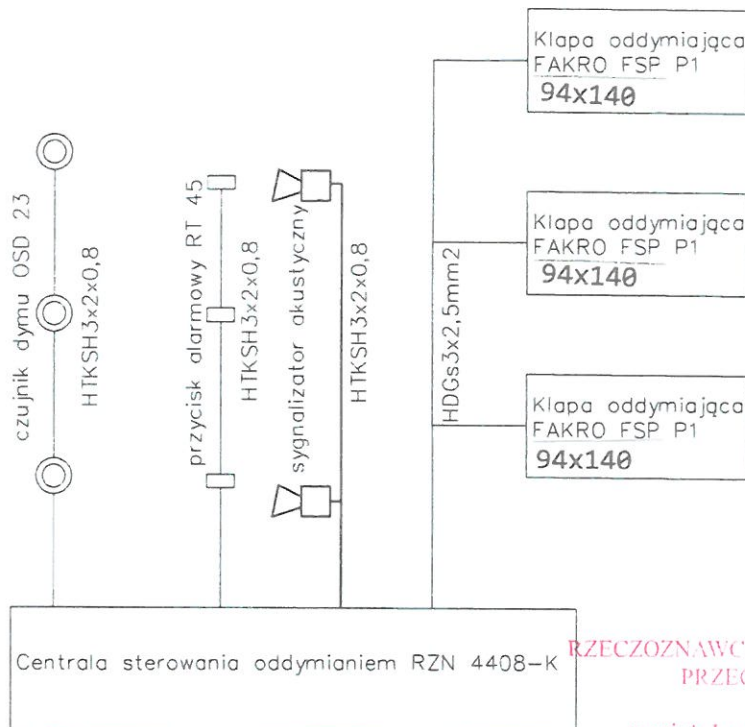 Klapa oddymiająca
FAKRO FSP P1
94x140
Klapa oddymiająca
FAKRO FSP P1
94x140
Klapa oddymiająca
FAKRO FSP P1
94x140
czujnik dymu OSD 23
HTKSH3x2x0,8
przycisk alarmowy RT 45
HTKSH3x2x0,8
sygnalizator akustyczny
HTKSH3x2x0,8
HDGs3x2,5mm2
Centrala sterowania oddymianiem RZN 4408-K
RZECZOZNAWC
PRZEC